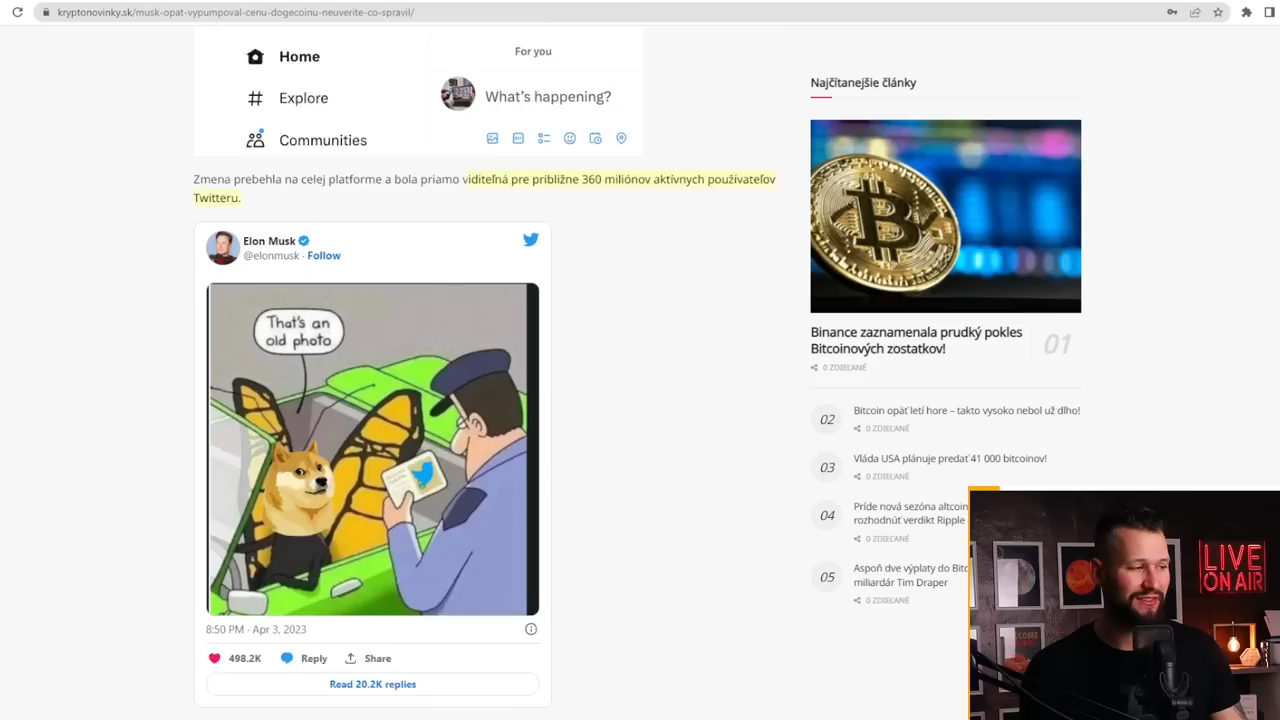 kryptonovinky.sk/musk-opat-vypumpoval-cenu-dogecoinu-neuverite-co-spravil/
Home
Explore
Communities
For you
What's happening?
Zmena prebehla na celej platforme a bola priamo viditeľná pre približne 360 miliónov aktívnych používateľov
Twitteru.
Elon Musk
@elonmusk · Follow
That's an
old photo
8:50 PM · Apr 3, 2023
498.2K
Reply
Share
Read 20.2K replies
Najčítanejšie články
Binance zaznamenala prudký pokles
Bitcoinových zostatkov!
01
0 ZDIEĽANÉ
02
Bitcoin opäť letí hore – takto vysoko nebol už dlho!
0 ZDIEĽANÉ
03
Vláda USA plánuje predať 41 000 bitcoinov!
0 ZDIEĽANÉ
04
Príde nová sezóna altcoin
rozhodnúť verdikt Ripple
0 ZDIEĽANÉ
05
Aspoň dve výplaty do Bitc
miliardár Tim Draper
0 ZDIEĽANÉ
LIVE
ON AIR